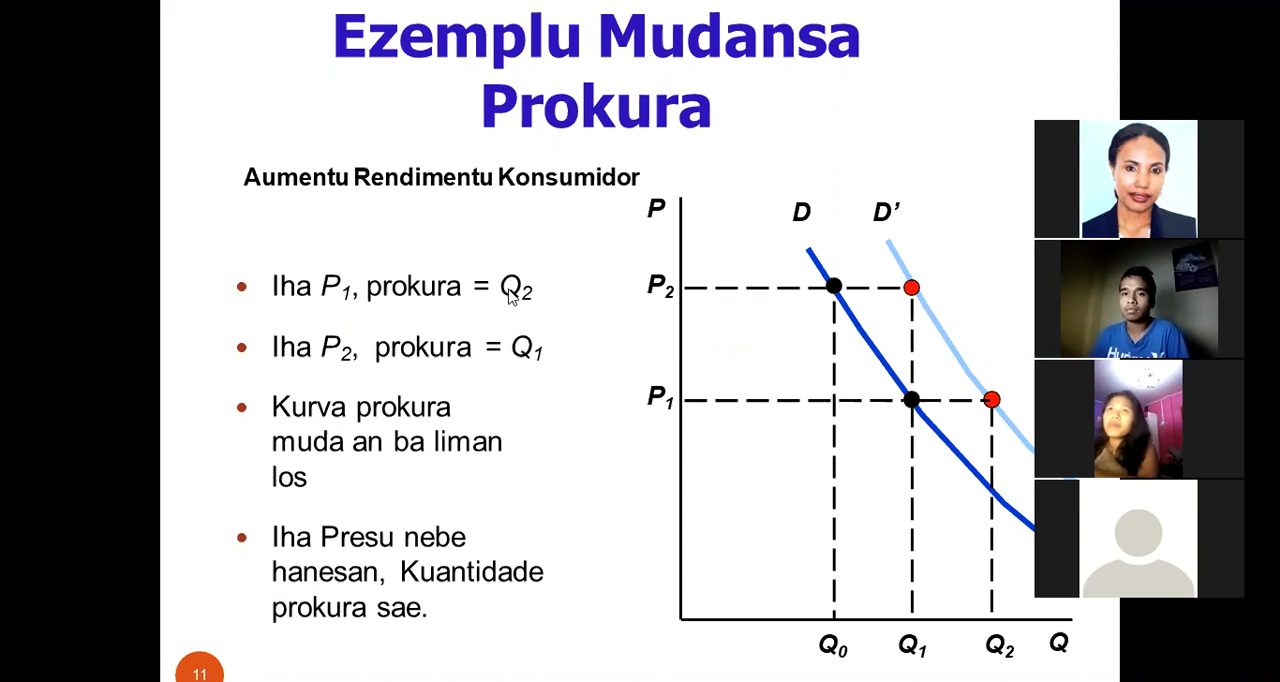 Ezemplu Mudansa
Prokura
Aumentu Rendimentu Konsumidor
• Iha P₁, prokura = Q₂
• Iha P₂, prokura = Q₁
• Kurva prokura
muda an ba liman
los
• Iha Presu nebe
hanesan, Kuantidade
prokura sae.
P
D
D’
P₂
P₁
Q₀
Q₁
Q₂
Q
11